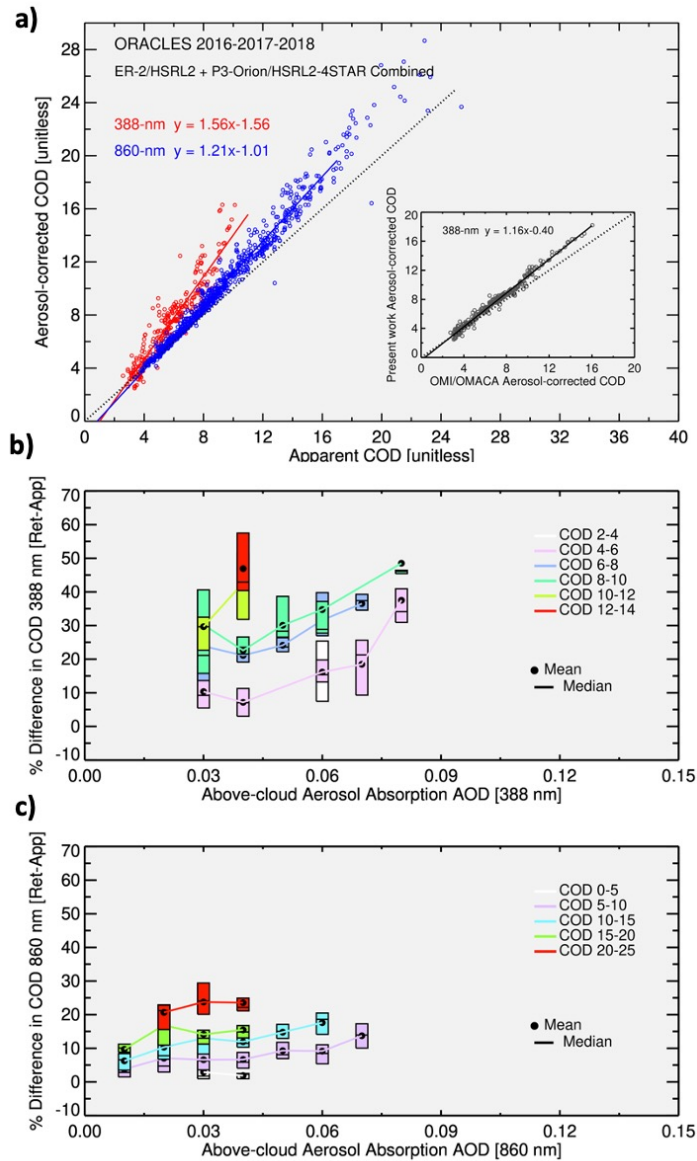 a)
28
24
20
16
12
8
4
0
Aerosol-corrected COD [unitless]
ORACLES 2016-2017-2018
ER-2/HSRL2 + P3-Orion/HSRL2-4STAR Combined
388-nm y = 1.56x-1.56
860-nm y = 1.21x-1.01
0 4 8 12 16 20 24 28 32 36 40
Apparent COD [unitless]
Present work Aerosol-corrected COD
20
16
12
8
4
0
388-nm y = 1.16x-0.40
0 4 8 12 16 20
OMI/OMACA Aerosol-corrected COD
b)
% Difference in COD 388 nm [Ret-App]
70
60
50
40
30
20
10
0
-10
COD 2-4
COD 4-6
COD 6-8
COD 8-10
COD 10-12
COD 12-14
Mean
Median
0.00 0.03 0.06 0.09 0.12 0.15
Above-cloud Aerosol Absorption AOD [388 nm]
c)
% Difference in COD 860 nm [Ret-App]
70
60
50
40
30
20
10
0
-10
COD 0-5
COD 5-10
COD 10-15
COD 15-20
COD 20-25
Mean
Median
0.00 0.03 0.06 0.09 0.12 0.15
Above-cloud Aerosol Absorption AOD [860 nm]